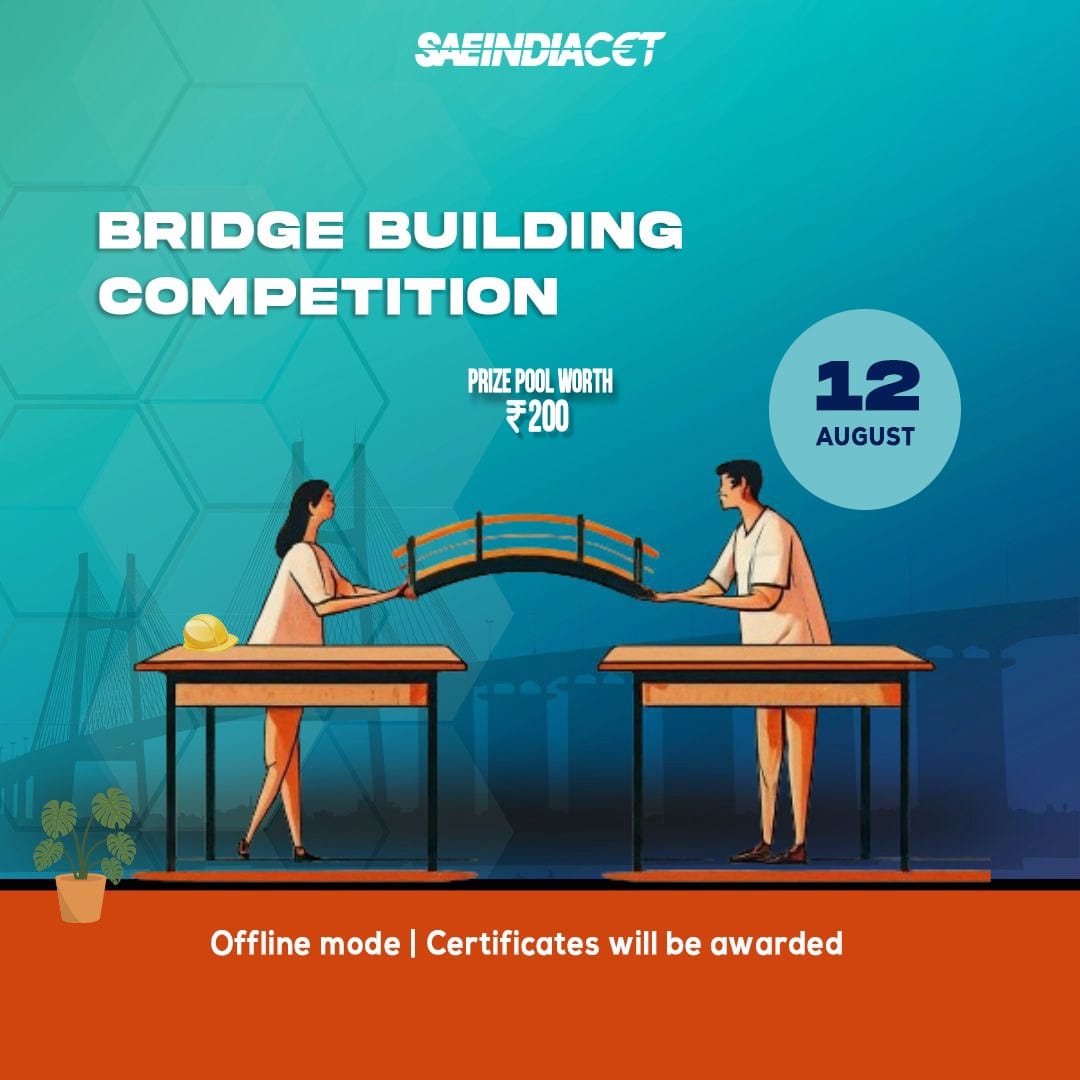 SAEINDIACET
BRIDGE BUILDING
COMPETITION
PRIZE POOL WORTH
₹200
12
AUGUST
Offline mode | Certificates will be awarded